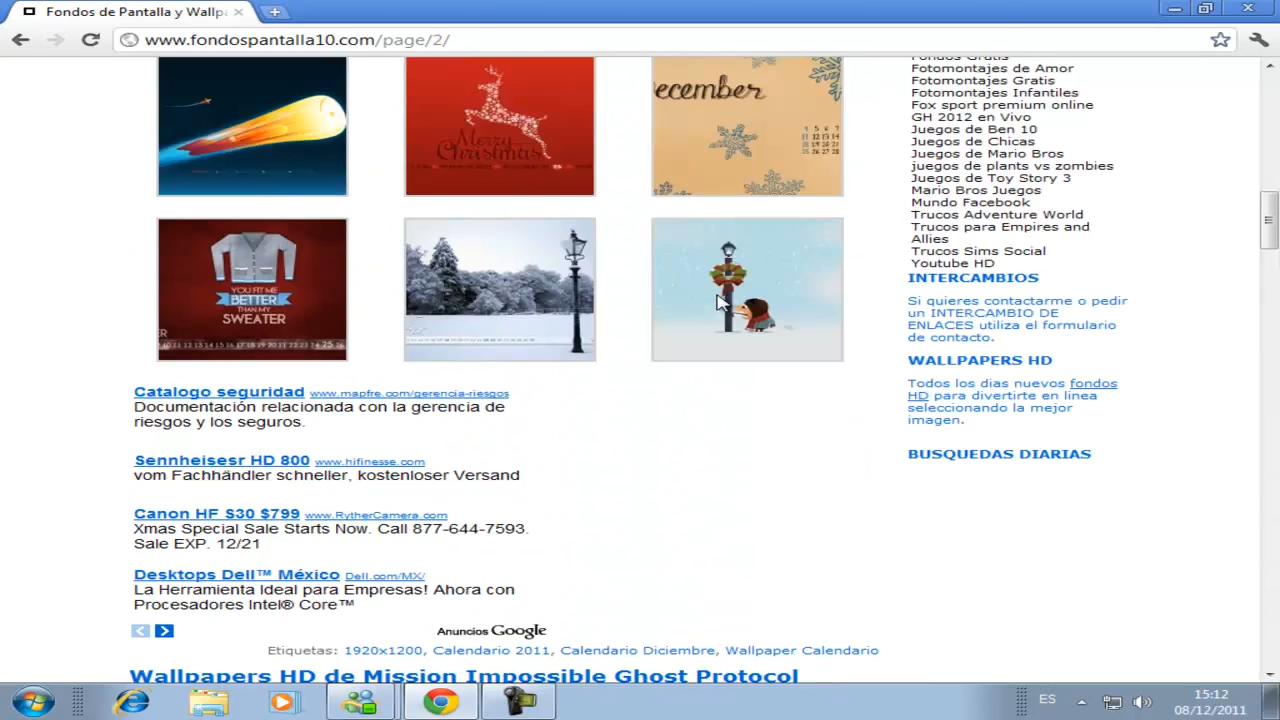 Fondos de Pantalla y Wallp
www.fondospantalla10.com/page/2/
Merry
Christmas
ecember
YOU FIT ME
BETTER
THAN MY
SWEATER
Fondos Gratis
Fotomontajes de Amor
Fotomontajes Gratis
Fotomontajes Infantiles
Fox sport premium online
GH 2012 en Vivo
Juegos de Ben 10
Juegos de Chicas
Juegos de Mario Bros
juegos de plants vs zombies
Juegos de Toy Story 3
Mario Bros Juegos
Mundo Facebook
Trucos Adventure World
Trucos para Empires and
Allies
Trucos Sims Social
Youtube HD
INTERCAMBIOS
Si quieres contactarme o pedir
un INTERCAMBIO DE
ENLACES utiliza el formulario
de contacto.
WALLPAPERS HD
Todos los dias nuevos fondos
HD para divertirte en linea
seleccionando la mejor
imagen.
BUSQUEDAS DIARIAS
Catalogo seguridad www.mapfre.com/gerencia-riesgos
Documentación relacionada con la gerencia de
riesgos y los seguros.
Sennheisesr HD 800 www.hifinesse.com
vom Fachhändler schneller, kostenloser Versand
Canon HF S30 $799 www.RytherCamera.com
Xmas Special Sale Starts Now. Call 877-644-7593.
Sale EXP. 12/21
Desktops Dell™ México Dell.com/MX/
La Herramienta Ideal para Empresas! Ahora con
Procesadores Intel® Core™
Anuncios Google
Etiquetas: 1920x1200, Calendario 2011, Calendario Diciembre, Wallpaper Calendario
Wallpapers HD de Mission Impossible Ghost Protocol
ES
15:12
08/12/2011